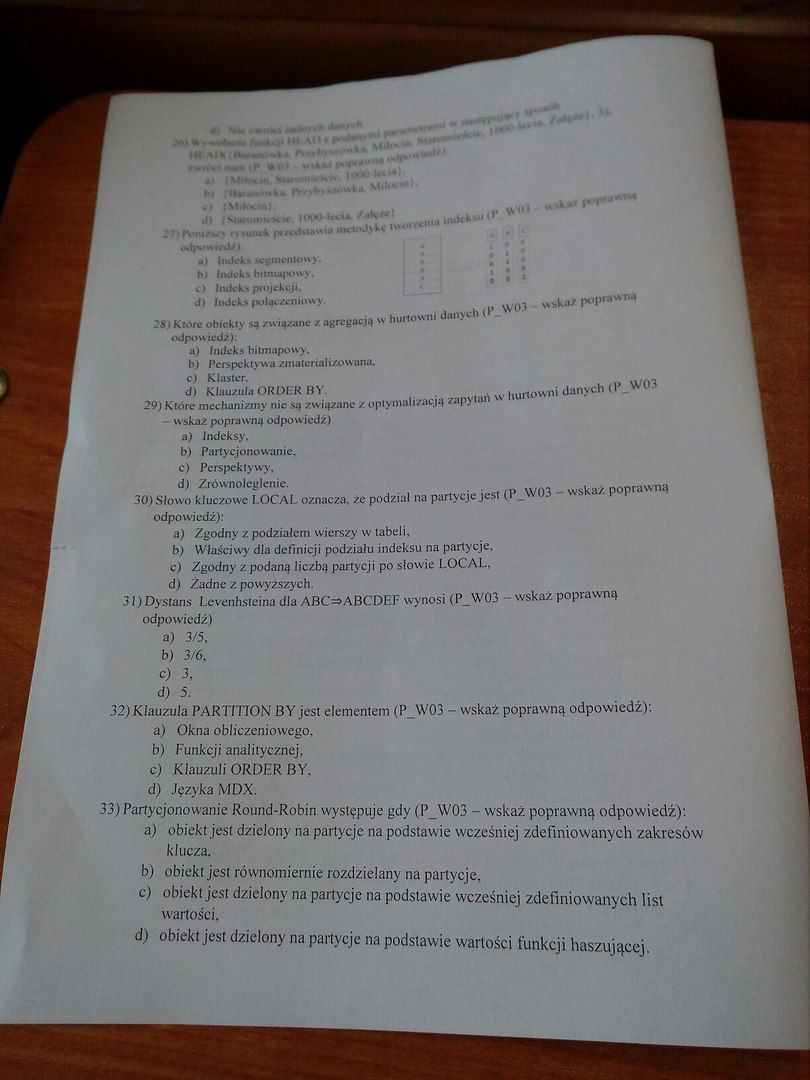 d) Nie zwróci żadnych danych.
26) Wywołanie funkcji HEAD z podanymi parametrami w następujący sposób
HEAD({Baranówka, Przybyszówka, Miłocin, Staromieście, 1000-lecia, Załęże}, 3),
zwróci nam (P_W03 – wskaż poprawną odpowiedź):
a) {Miłocin, Staromieście, 1000-lecia},
b) {Baranówka, Przybyszówka, Miłocin},
c) {Miłocin},
d) {Staromieście, 1000-lecia, Załęże}.
27) Poniższy rysunek przedstawia metodykę tworzenia indeksu (P_W03 – wskaż poprawną
odpowiedź):
a) Indeks segmentowy,
b) Indeks bitmapowy,
c) Indeks projekcji,
d) Indeks połączeniowy.
A B C
A 1 0 0
B 0 1 0
B 0 1 0
A 1 0 0
C 0 0 1
28) Które obiekty są związane z agregacją w hurtowni danych (P_W03 – wskaż poprawną
odpowiedź):
a) Indeks bitmapowy,
b) Perspektywa zmaterializowana,
c) Klaster,
d) Klauzula ORDER BY.
29) Które mechanizmy nie są związane z optymalizacją zapytań w hurtowni danych (P_W03
– wskaż poprawną odpowiedź)
a) Indeksy,
b) Partycjonowanie,
c) Perspektywy,
d) Zrównoleglenie.
30) Słowo kluczowe LOCAL oznacza, że podział na partycje jest (P_W03 – wskaż poprawną
odpowiedź):
a) Zgodny z podziałem wierszy w tabeli,
b) Właściwy dla definicji podziału indeksu na partycje,
c) Zgodny z podaną liczbą partycji po słowie LOCAL,
d) Żadne z powyższych.
31) Dystans Levenhsteina dla ABC⇒ABCDEF wynosi (P_W03 – wskaż poprawną
odpowiedź)
a) 3/5,
b) 3/6,
c) 3,
d) 5.
32) Klauzula PARTITION BY jest elementem (P_W03 – wskaż poprawną odpowiedź):
a) Okna obliczeniowego,
b) Funkcji analitycznej,
c) Klauzuli ORDER BY,
d) Języka MDX.
33) Partycjonowanie Round-Robin występuje gdy (P_W03 – wskaż poprawną odpowiedź):
a) obiekt jest dzielony na partycje na podstawie wcześniej zdefiniowanych zakresów
klucza,
b) obiekt jest równomiernie rozdzielany na partycje,
c) obiekt jest dzielony na partycje na podstawie wcześniej zdefiniowanych list
wartości,
d) obiekt jest dzielony na partycje na podstawie wartości funkcji haszującej.